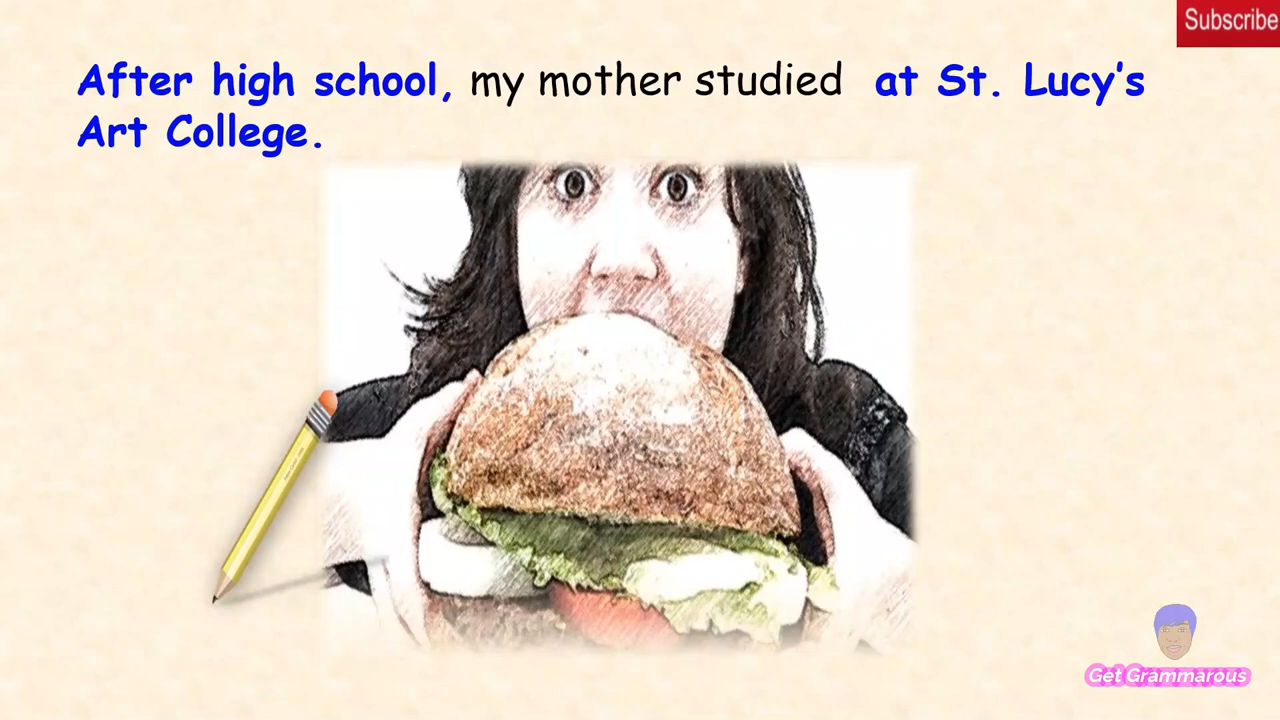 Subscribe
After high school, my mother studied at St. Lucy's
Art College.
Get Grammarous